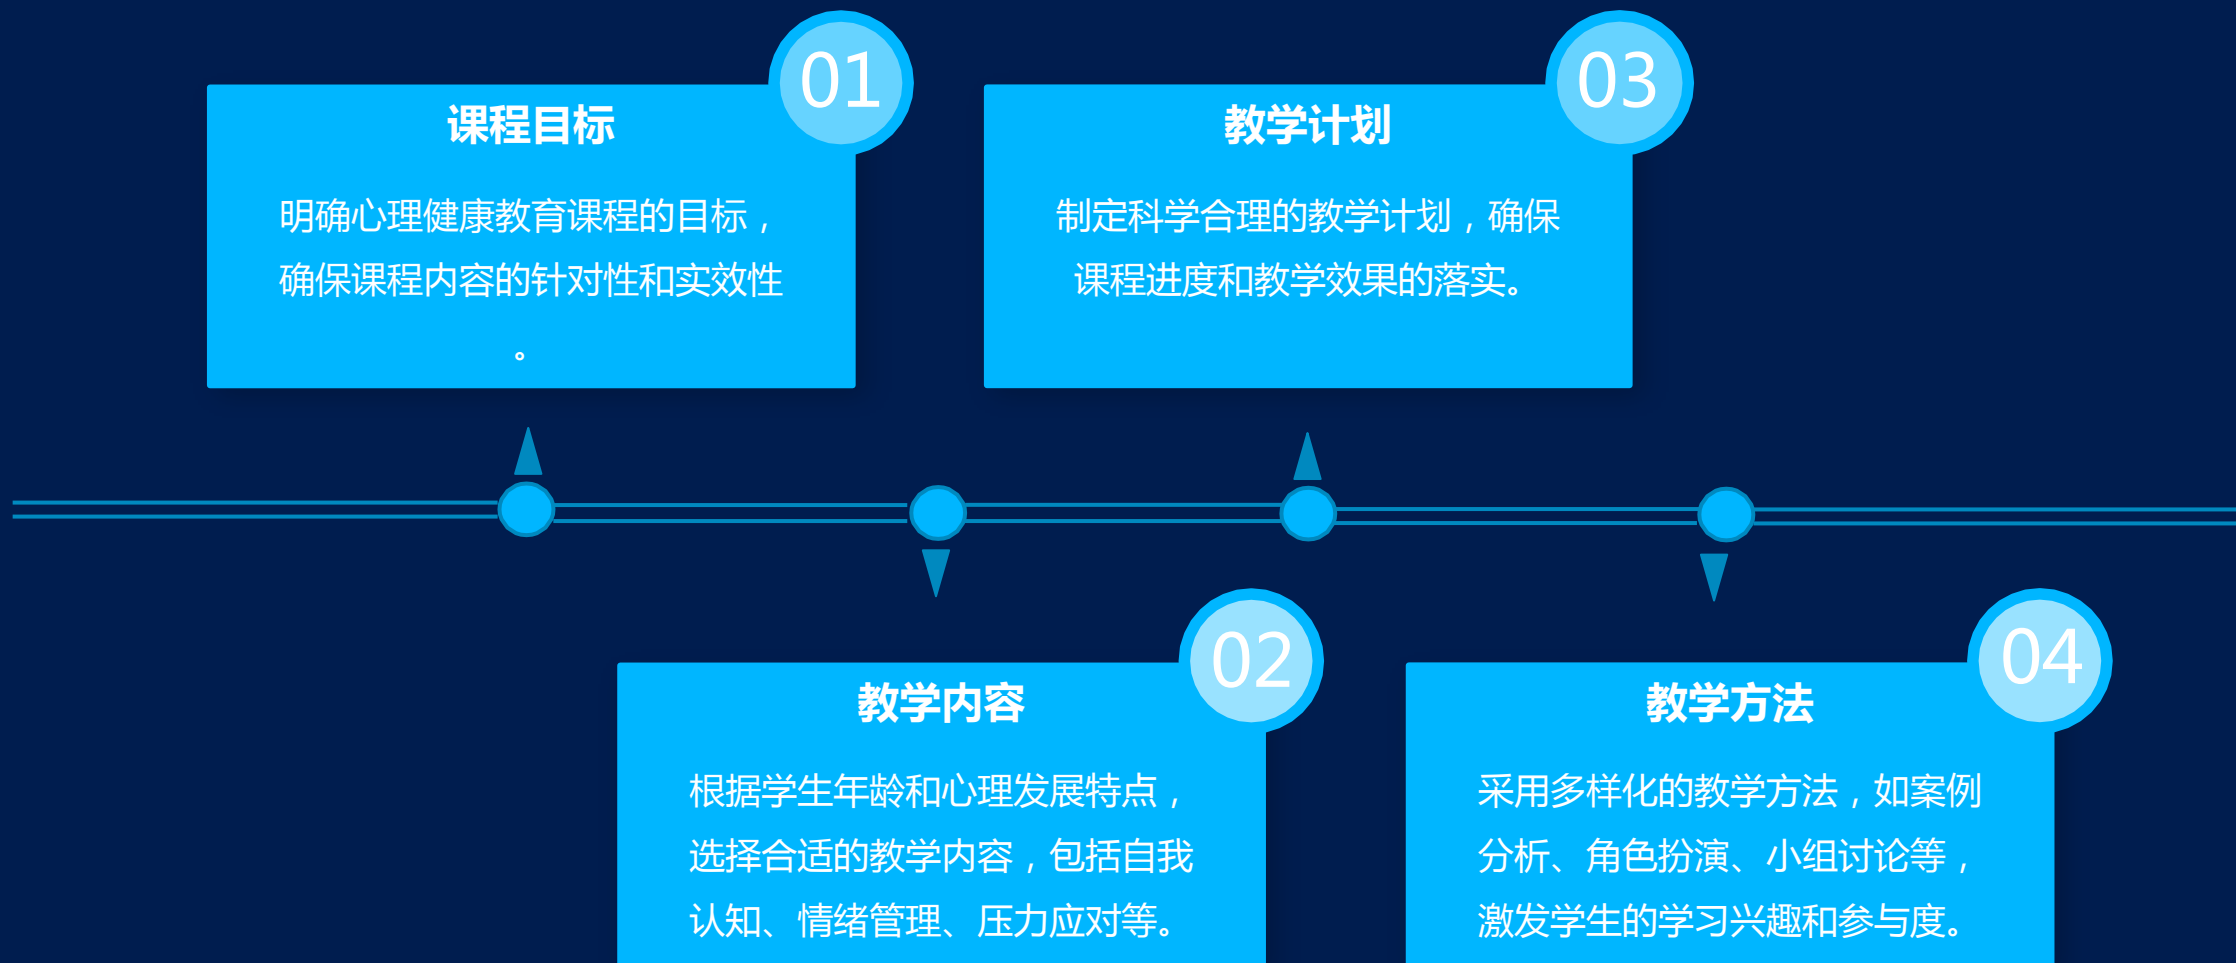 01
课程目标
明确心理健康教育课程的目标，
确保课程内容的针对性和实效性
。
02
教学内容
根据学生年龄和心理发展特点，
选择合适的教学内容，包括自我
认知、情绪管理、压力应对等。
03
教学计划
制定科学合理的教学计划，确保
课程进度和教学效果的落实。
04
教学方法
采用多样化的教学方法，如案例
分析、角色扮演、小组讨论等，
激发学生的学习兴趣和参与度。